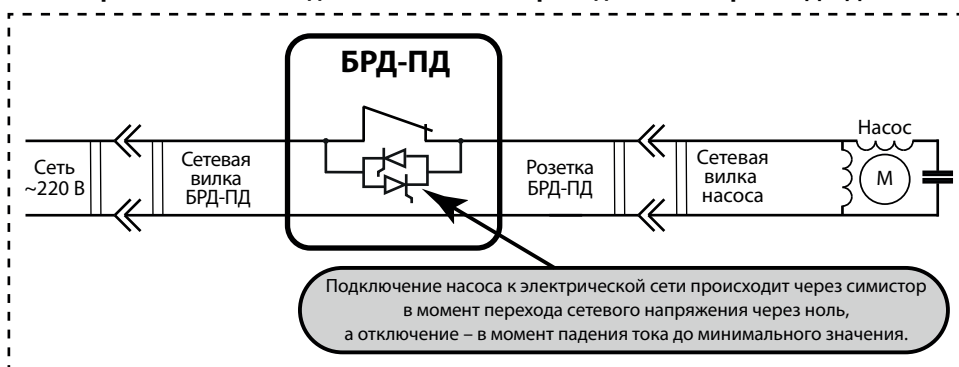 БРД-ПД
Насос
Сеть
~220 В
Сетевая
вилка
БРД-ПД
Розетка
БРД-ПД
Сетевая
вилка
насоса
М
Подключение насоса к электрической сети происходит через симистор
в момент перехода сетевого напряжения через ноль,
а отключение – в момент падения тока до минимального значения.